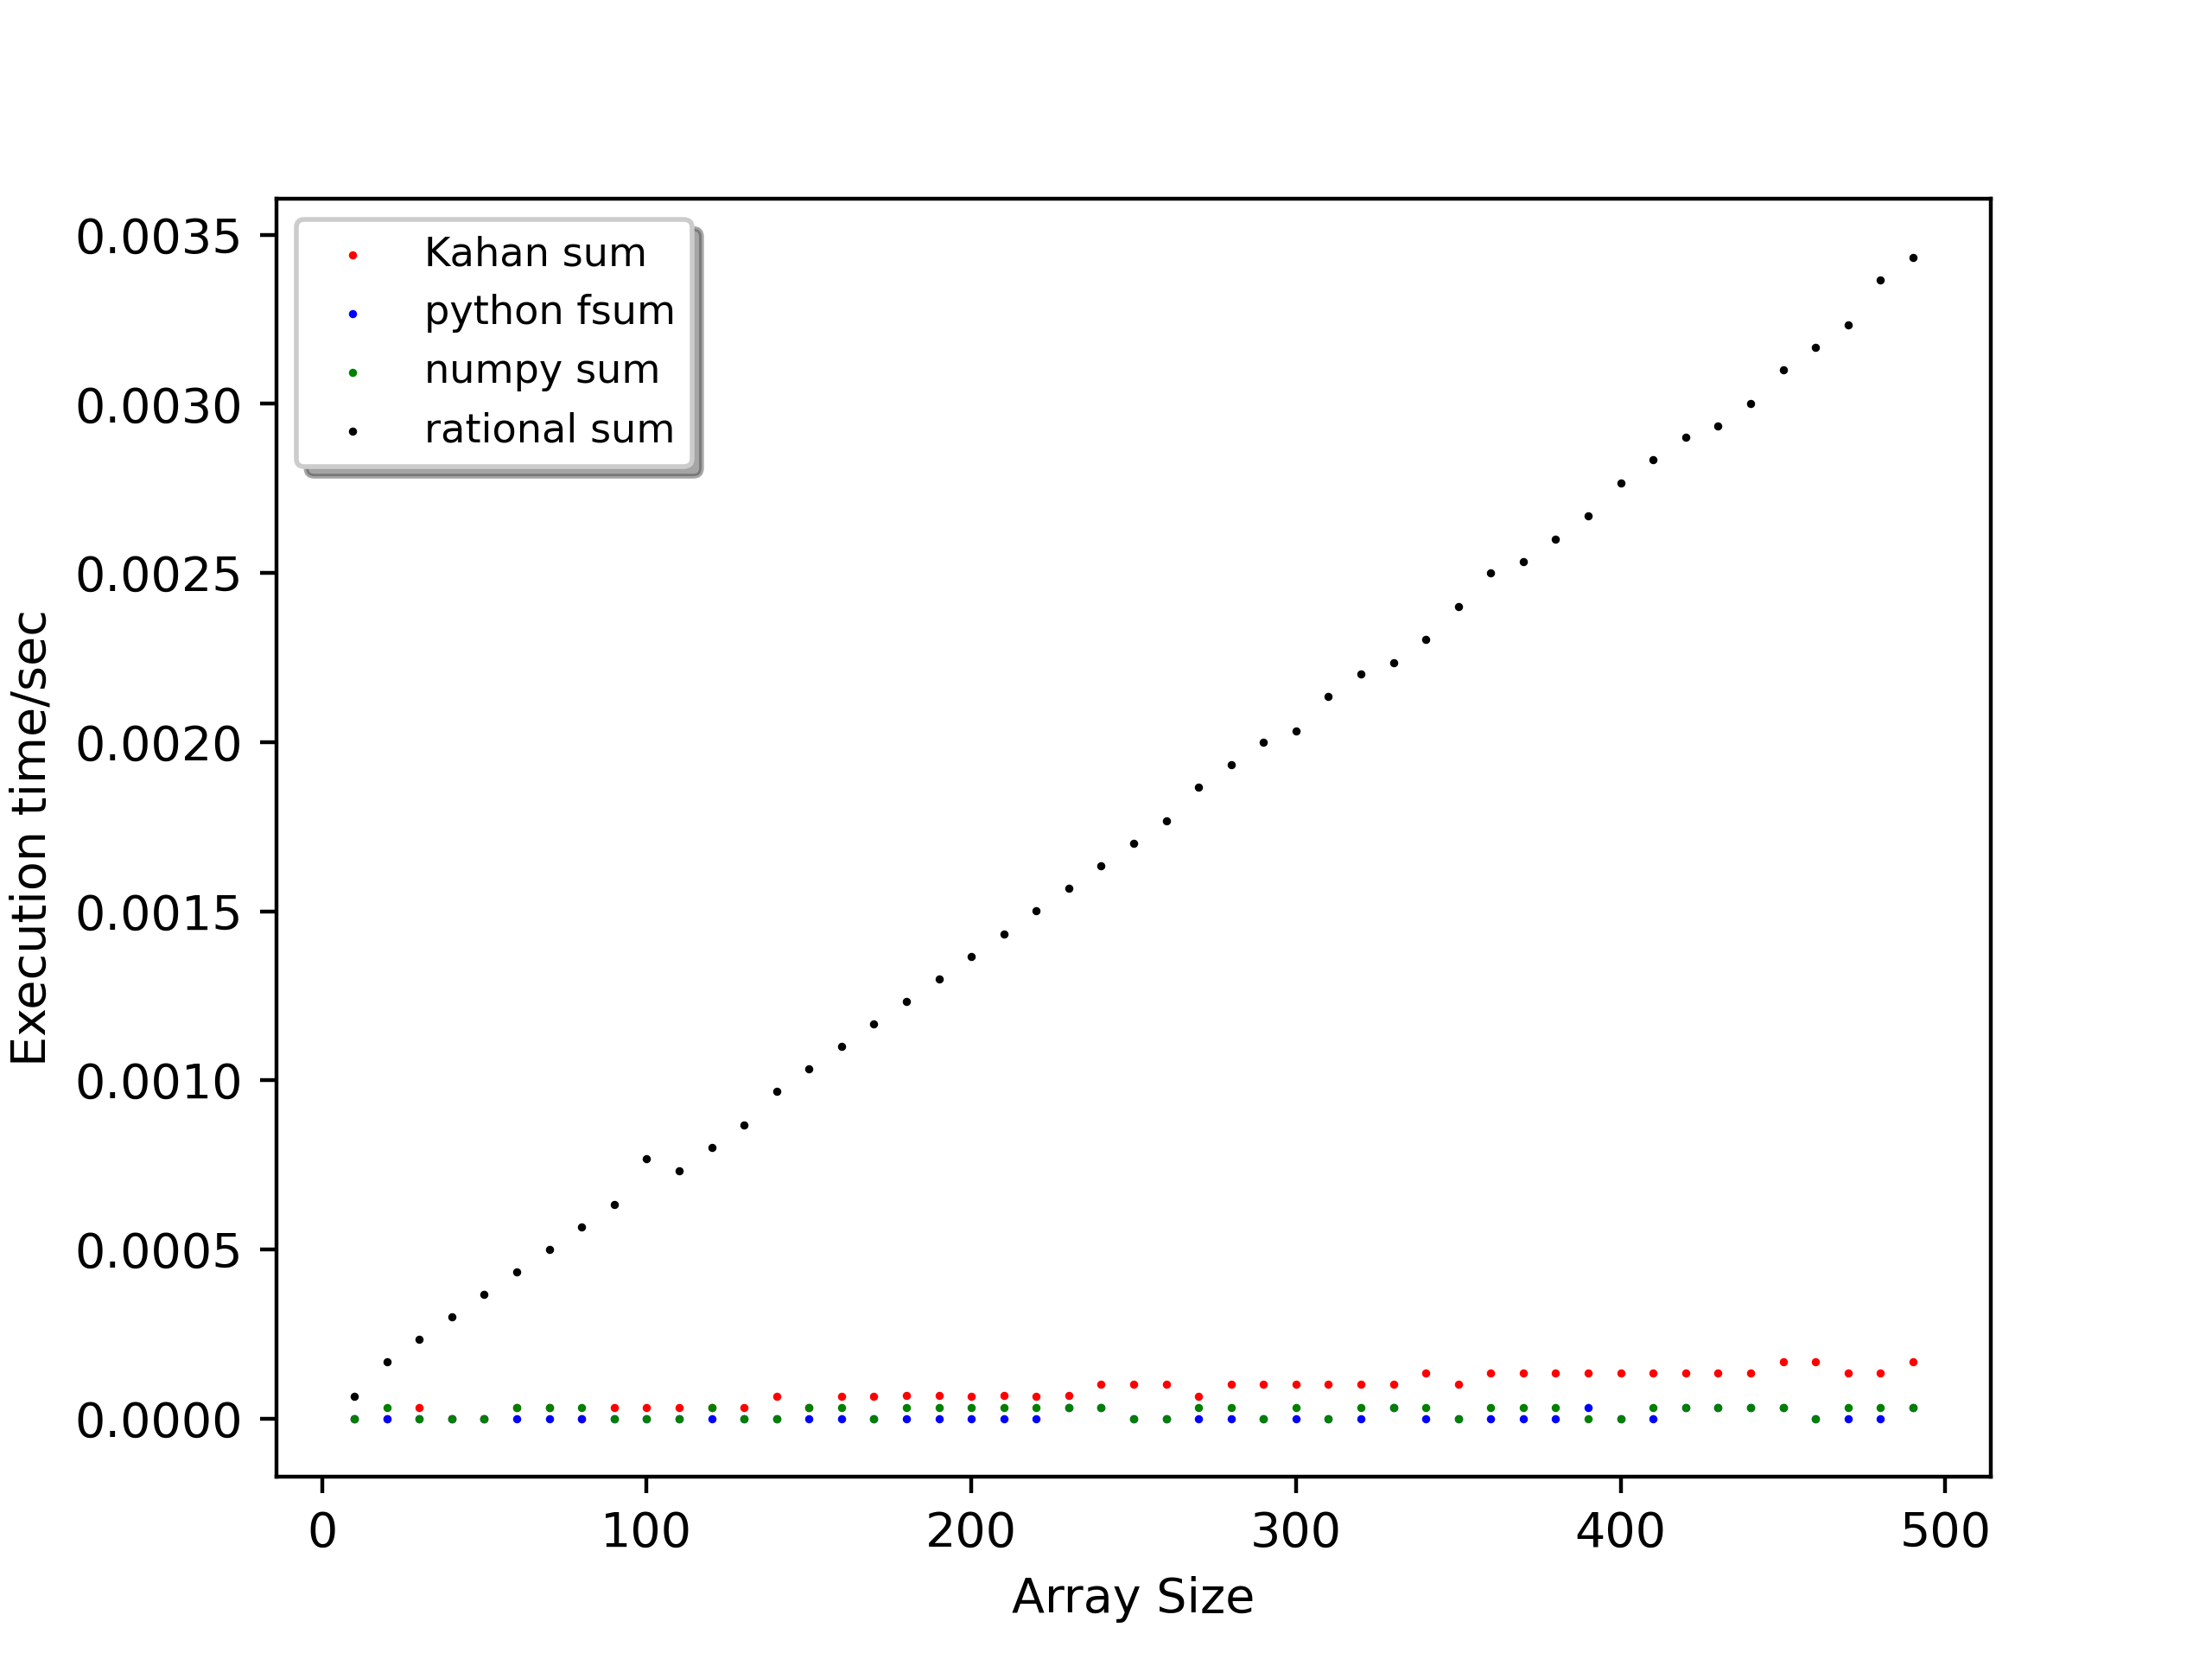 Kahan sum
python fsum
numpy sum
rational sum
0.0035
0.0030
0.0025
0.0020
0.0015
0.0010
0.0005
0.0000
Execution time/sec
0 100 200 300 400 500
Array Size